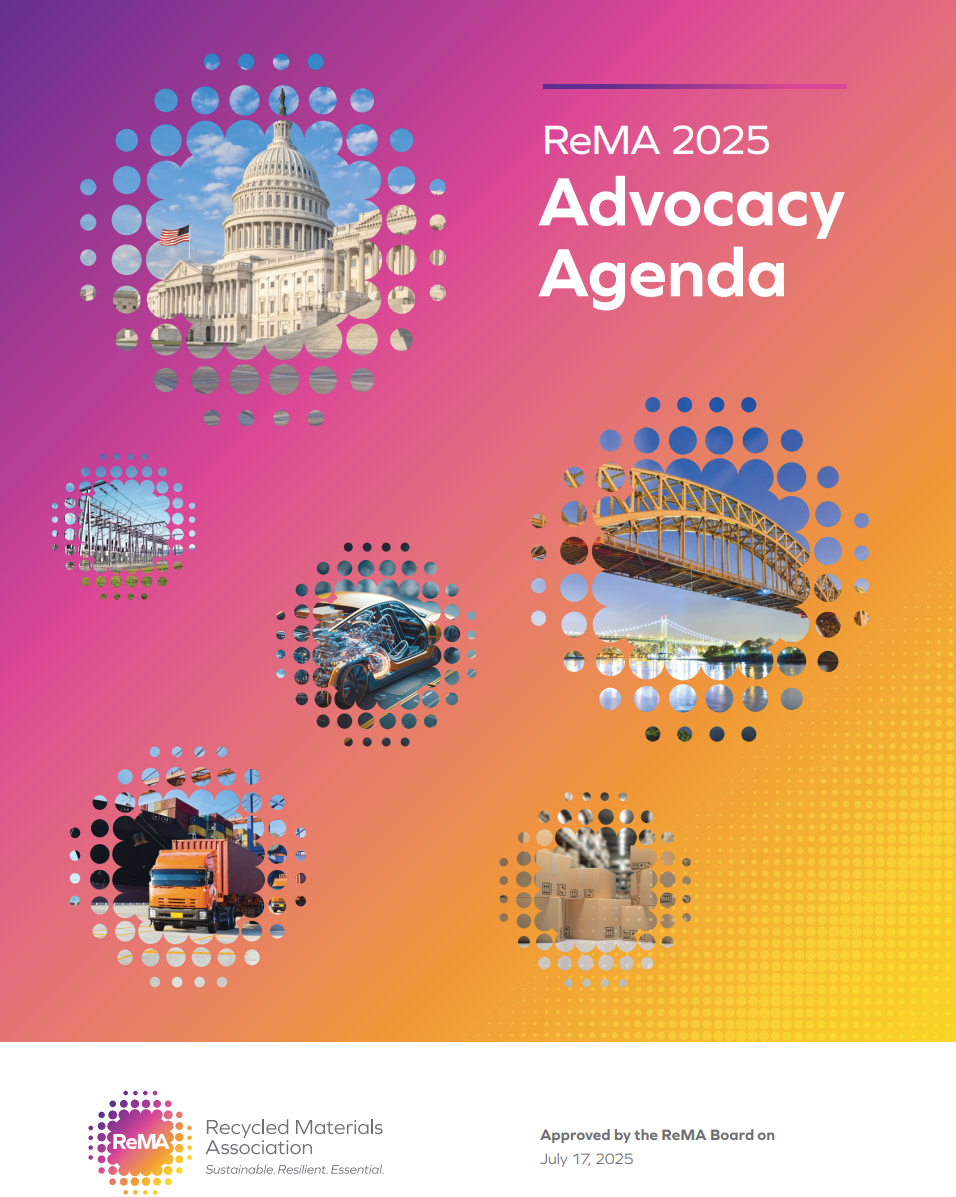 ReMA 2025
Advocacy
Agenda
ReMA
Recycled Materials
Association
Sustainable. Resilient. Essential.
Approved by the ReMA Board on
July 17, 2025